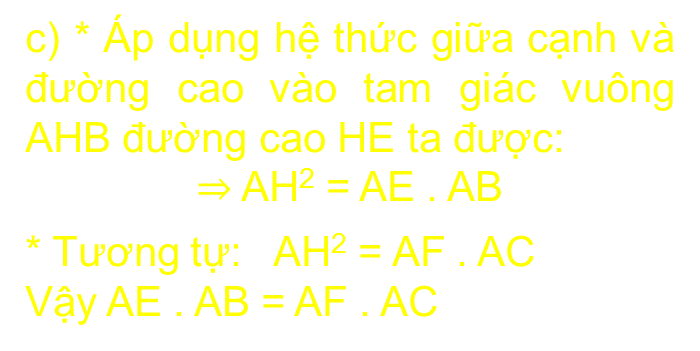 c) * Áp dụng hệ thức giữa cạnh và
đường cao vào tam giác vuông
AHB đường cao HE ta được:
⇒ AH² = AE . AB
* Tương tự: AH² = AF . AC
Vậy AE . AB = AF . AC